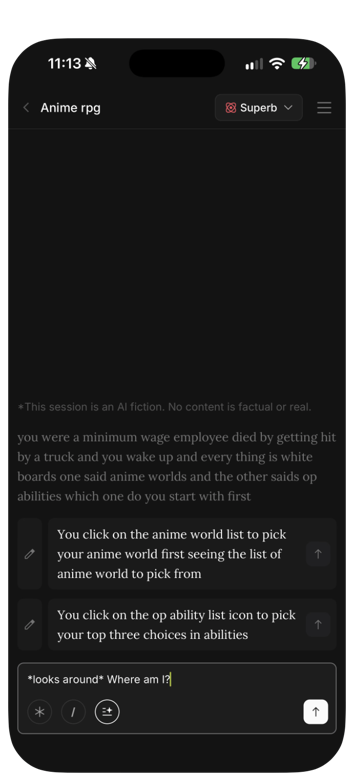 11:13
Anime rpg
Superb
*This session is an AI fiction. No content is factual or real.
you were a minimum wage employee died by getting hit
by a truck and you wake up and every thing is white
boards one said anime worlds and the other saids op
abilities which one do you start with first
You click on the anime world list to pick
your anime world first seeing the list of
anime world to pick from
You click on the op ability list icon to pick
your top three choices in abilities
*looks around* Where am I?